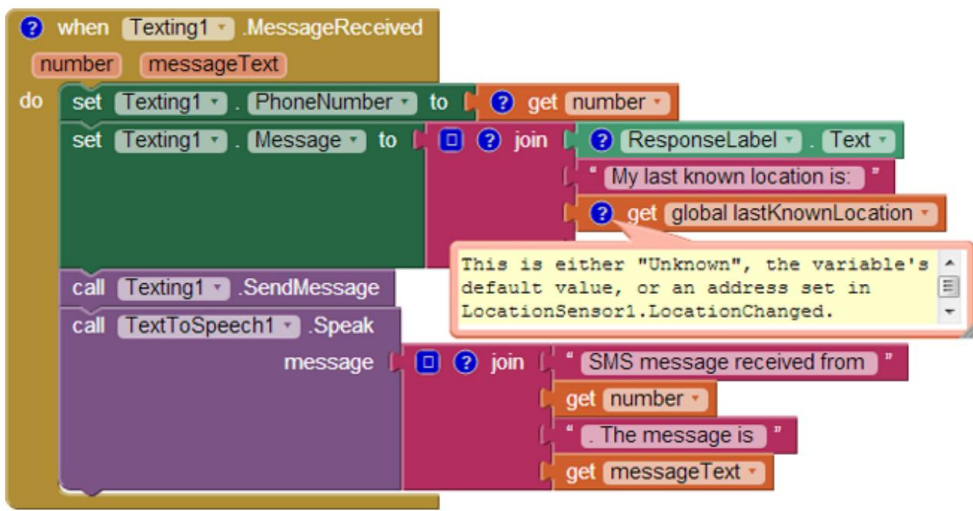 ? when Texting1 .MessageReceived
number messageText
do set Texting1 . PhoneNumber to ? get number
set Texting1 . Message to ? join ? ResponseLabel . Text
“ My last known location is: ”
? get global lastKnownLocation
This is either "Unknown", the variable's
default value, or an address set in
LocationSensor1.LocationChanged.
call Texting1 .SendMessage
call TextToSpeech1 .Speak
message ? join “ SMS message received from ”
get number
“ . The message is ”
get messageText